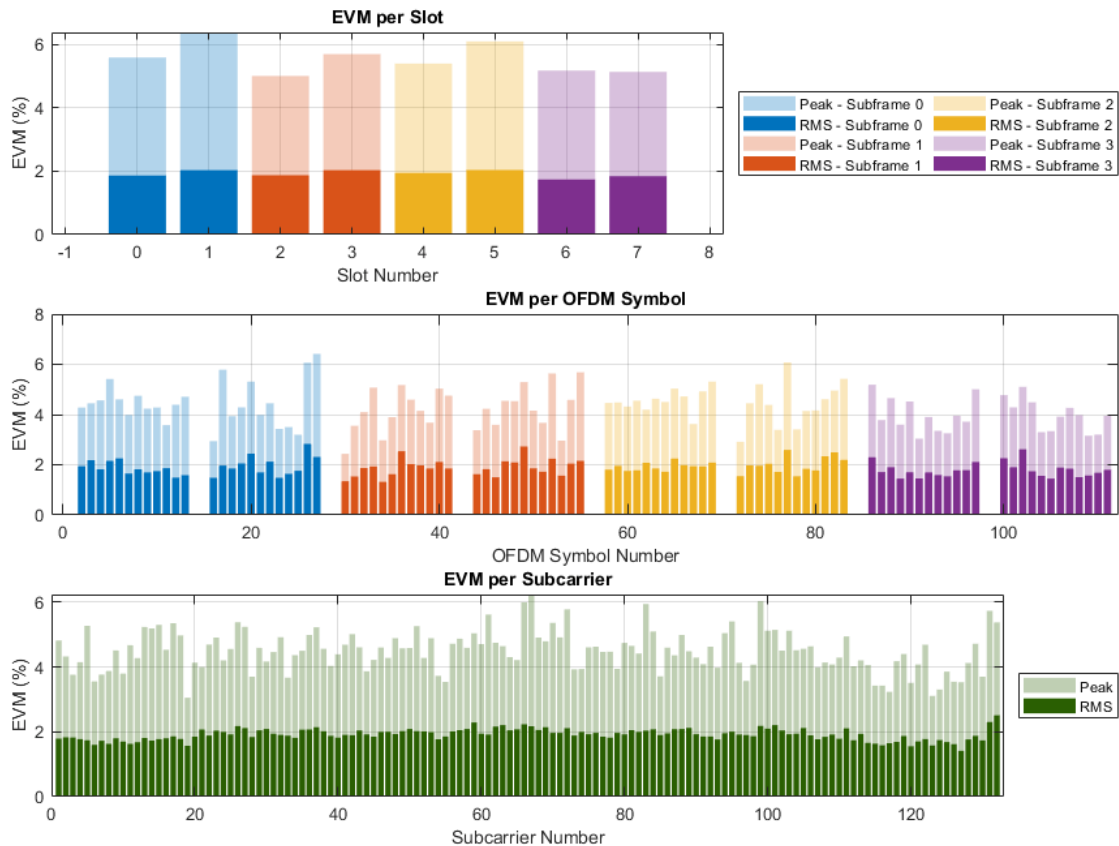 EVM per Slot
6
4
2
0
EVM (%)
-1 0 1 2 3 4 5 6 7 8
Slot Number
Peak - Subframe 0 Peak - Subframe 2
RMS - Subframe 0 RMS - Subframe 2
Peak - Subframe 1 Peak - Subframe 3
RMS - Subframe 1 RMS - Subframe 3
EVM per OFDM Symbol
8
6
4
2
0
EVM (%)
0 20 40 60 80 100
OFDM Symbol Number
EVM per Subcarrier
6
4
2
0
EVM (%)
0 20 40 60 80 100 120
Subcarrier Number
Peak
RMS